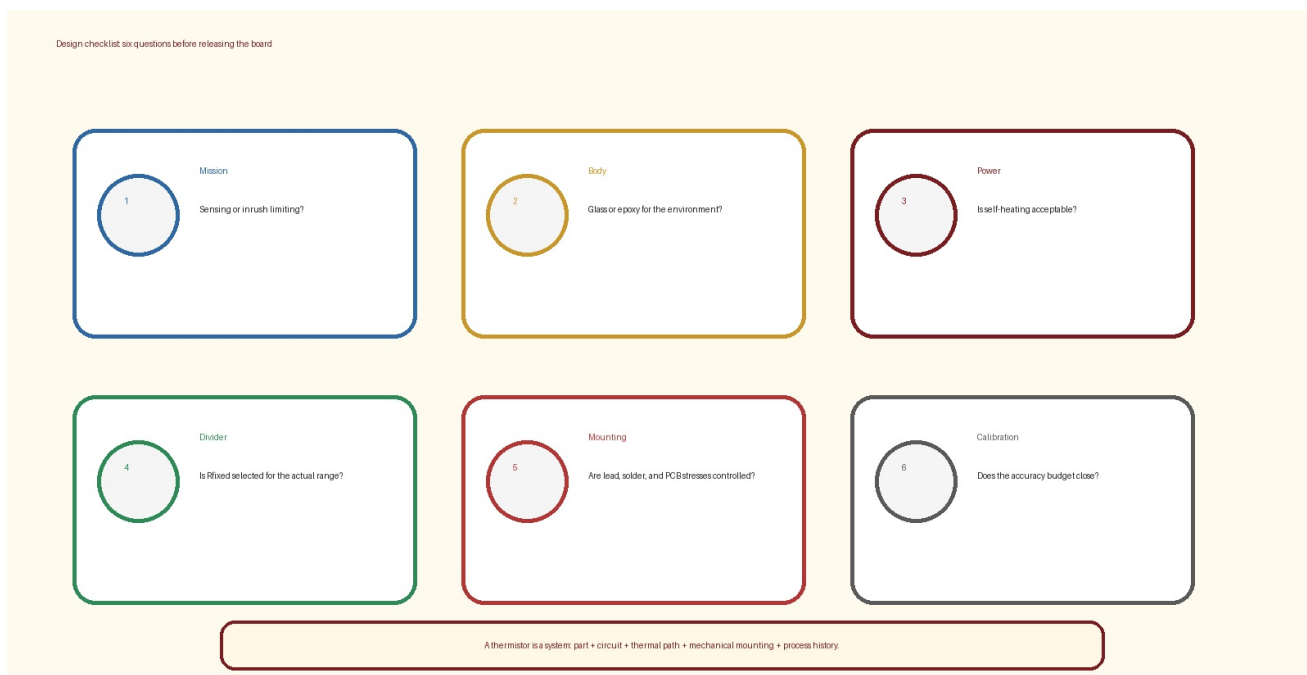 Design checklist: six questions before releasing the board
1
Mission
Sensing or inrush limiting?
2
Body
Glass or epoxy for the environment?
3
Power
Is self-heating acceptable?
4
Divider
Is Rfixed selected for the actual range?
5
Mounting
Are lead, solder, and PCB stresses controlled?
6
Calibration
Does the accuracy budget close?
A thermistor is a system: part + circuit + thermal path + mechanical mounting + process history.